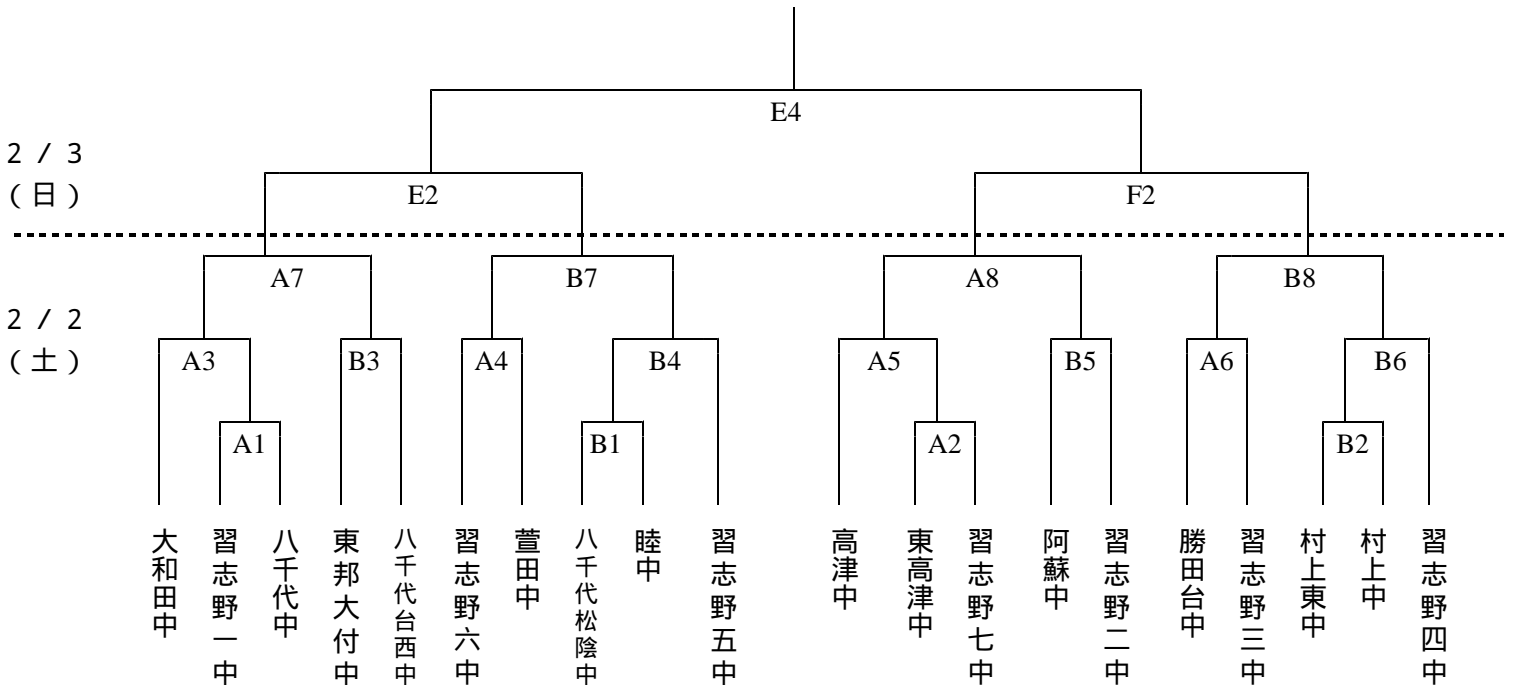 E4
2 / 3
(日)
E2
F2
A7
B7
A8
B8
2 / 2
(土)
A3
B3
A4
B4
A5
B5
A6
B6
A1
B1
A2
B2
大和田中
習志野一中
八千代中
東邦大付中
八千代台西中
習志野六中
萱田中
八千代松陰中
睦中
習志野五中
高津中
東高津中
習志野七中
阿蘇中
習志野二中
勝田台中
習志野三中
村上東中
村上中
習志野四中